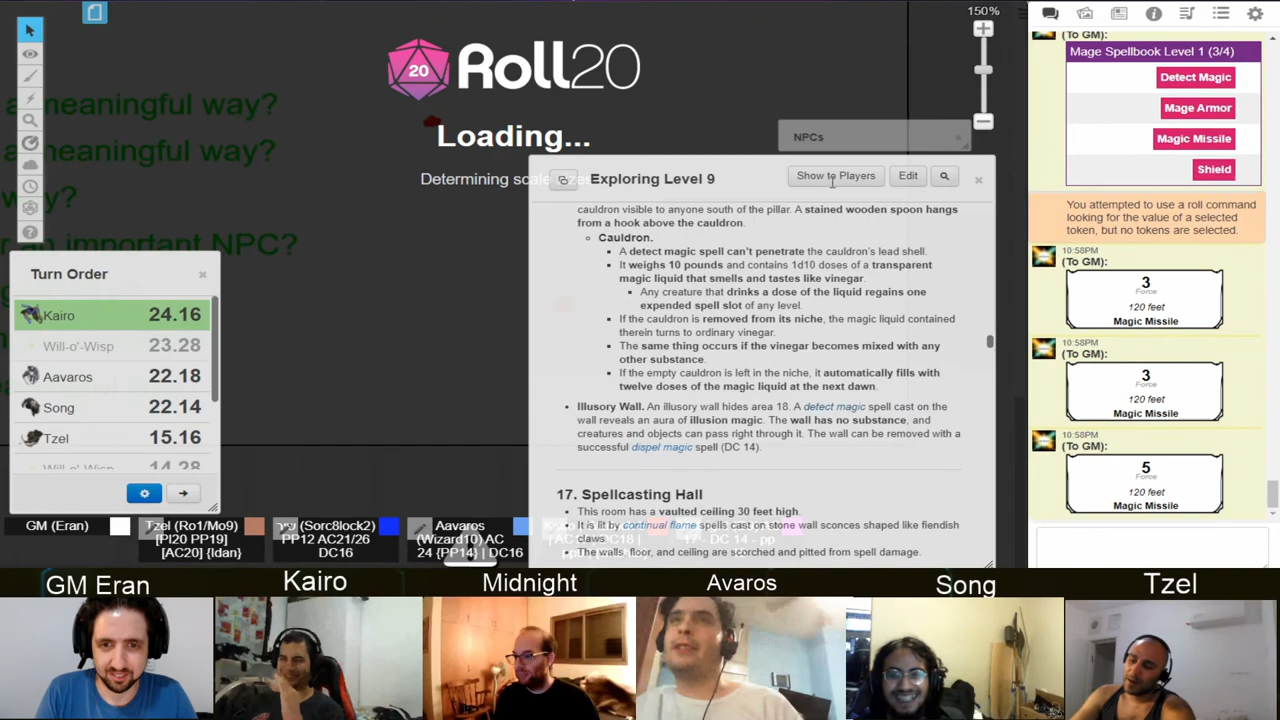 150%
a meaningful way?
a meaningful way?
way?
r an important NPC?
20 Roll20
Loading...
Determining scale
NPCs
Exploring Level 9
Show to Players
Edit
cauldron visible to anyone south of the pillar. A stained wooden spoon hangs
from a hook above the cauldron.
Cauldron.
A detect magic spell can't penetrate the cauldron's lead shell.
It weighs 10 pounds and contains 1d10 doses of a transparent
magic liquid that smells and tastes like vinegar.
Any creature that drinks a dose of the liquid regains one
expended spell slot of any level.
If the cauldron is removed from its niche, the magic liquid contained
therein turns to ordinary vinegar.
The same thing occurs if the vinegar becomes mixed with any
other substance.
If the empty cauldron is left in the niche, it automatically fills with
twelve doses of the magic liquid at the next dawn.
Illusory Wall. An illusory wall hides area 18. A detect magic spell cast on the
wall reveals an aura of illusion magic. The wall has no substance, and
creatures and objects can pass right through it. The wall can be removed with a
successful dispel magic spell (DC 14).
17. Spellcasting Hall
This room has a vaulted ceiling 30 feet high.
It is lit by continual flame spells cast on stone wall sconces shaped like fiendish
claws.
The walls, floor, and ceiling are scorched and pitted from spell damage.
Turn Order
Kairo 24.16
Will-o'-Wisp 23.28
Aavaros 22.18
Song 22.14
Tzel 15.16
Will-o'-Wisp 14.28
GM (Eran)
Tzel (Ro1/Mo9)
[PI20 PP19]
[AC20] {Idan}
שיר
(Sorc8lock2)
PP12 AC21/26
DC16
Aavaros
(Wizard10) AC
24 {PP14} | DC16
(To GM):
Mage Spellbook Level 1 (3/4)
Detect Magic
Mage Armor
Magic Missile
Shield
You attempted to use a roll command
looking for the value of a selected
token, but no tokens are selected.
10:58PM
(To GM):
3
Force
120 feet
Magic Missile
10:58PM
(To GM):
3
Force
120 feet
Magic Missile
10:58PM
(To GM):
5
Force
120 feet
Magic Missile
GM Eran
Kairo
Midnight
Avaros
Song
Tzel